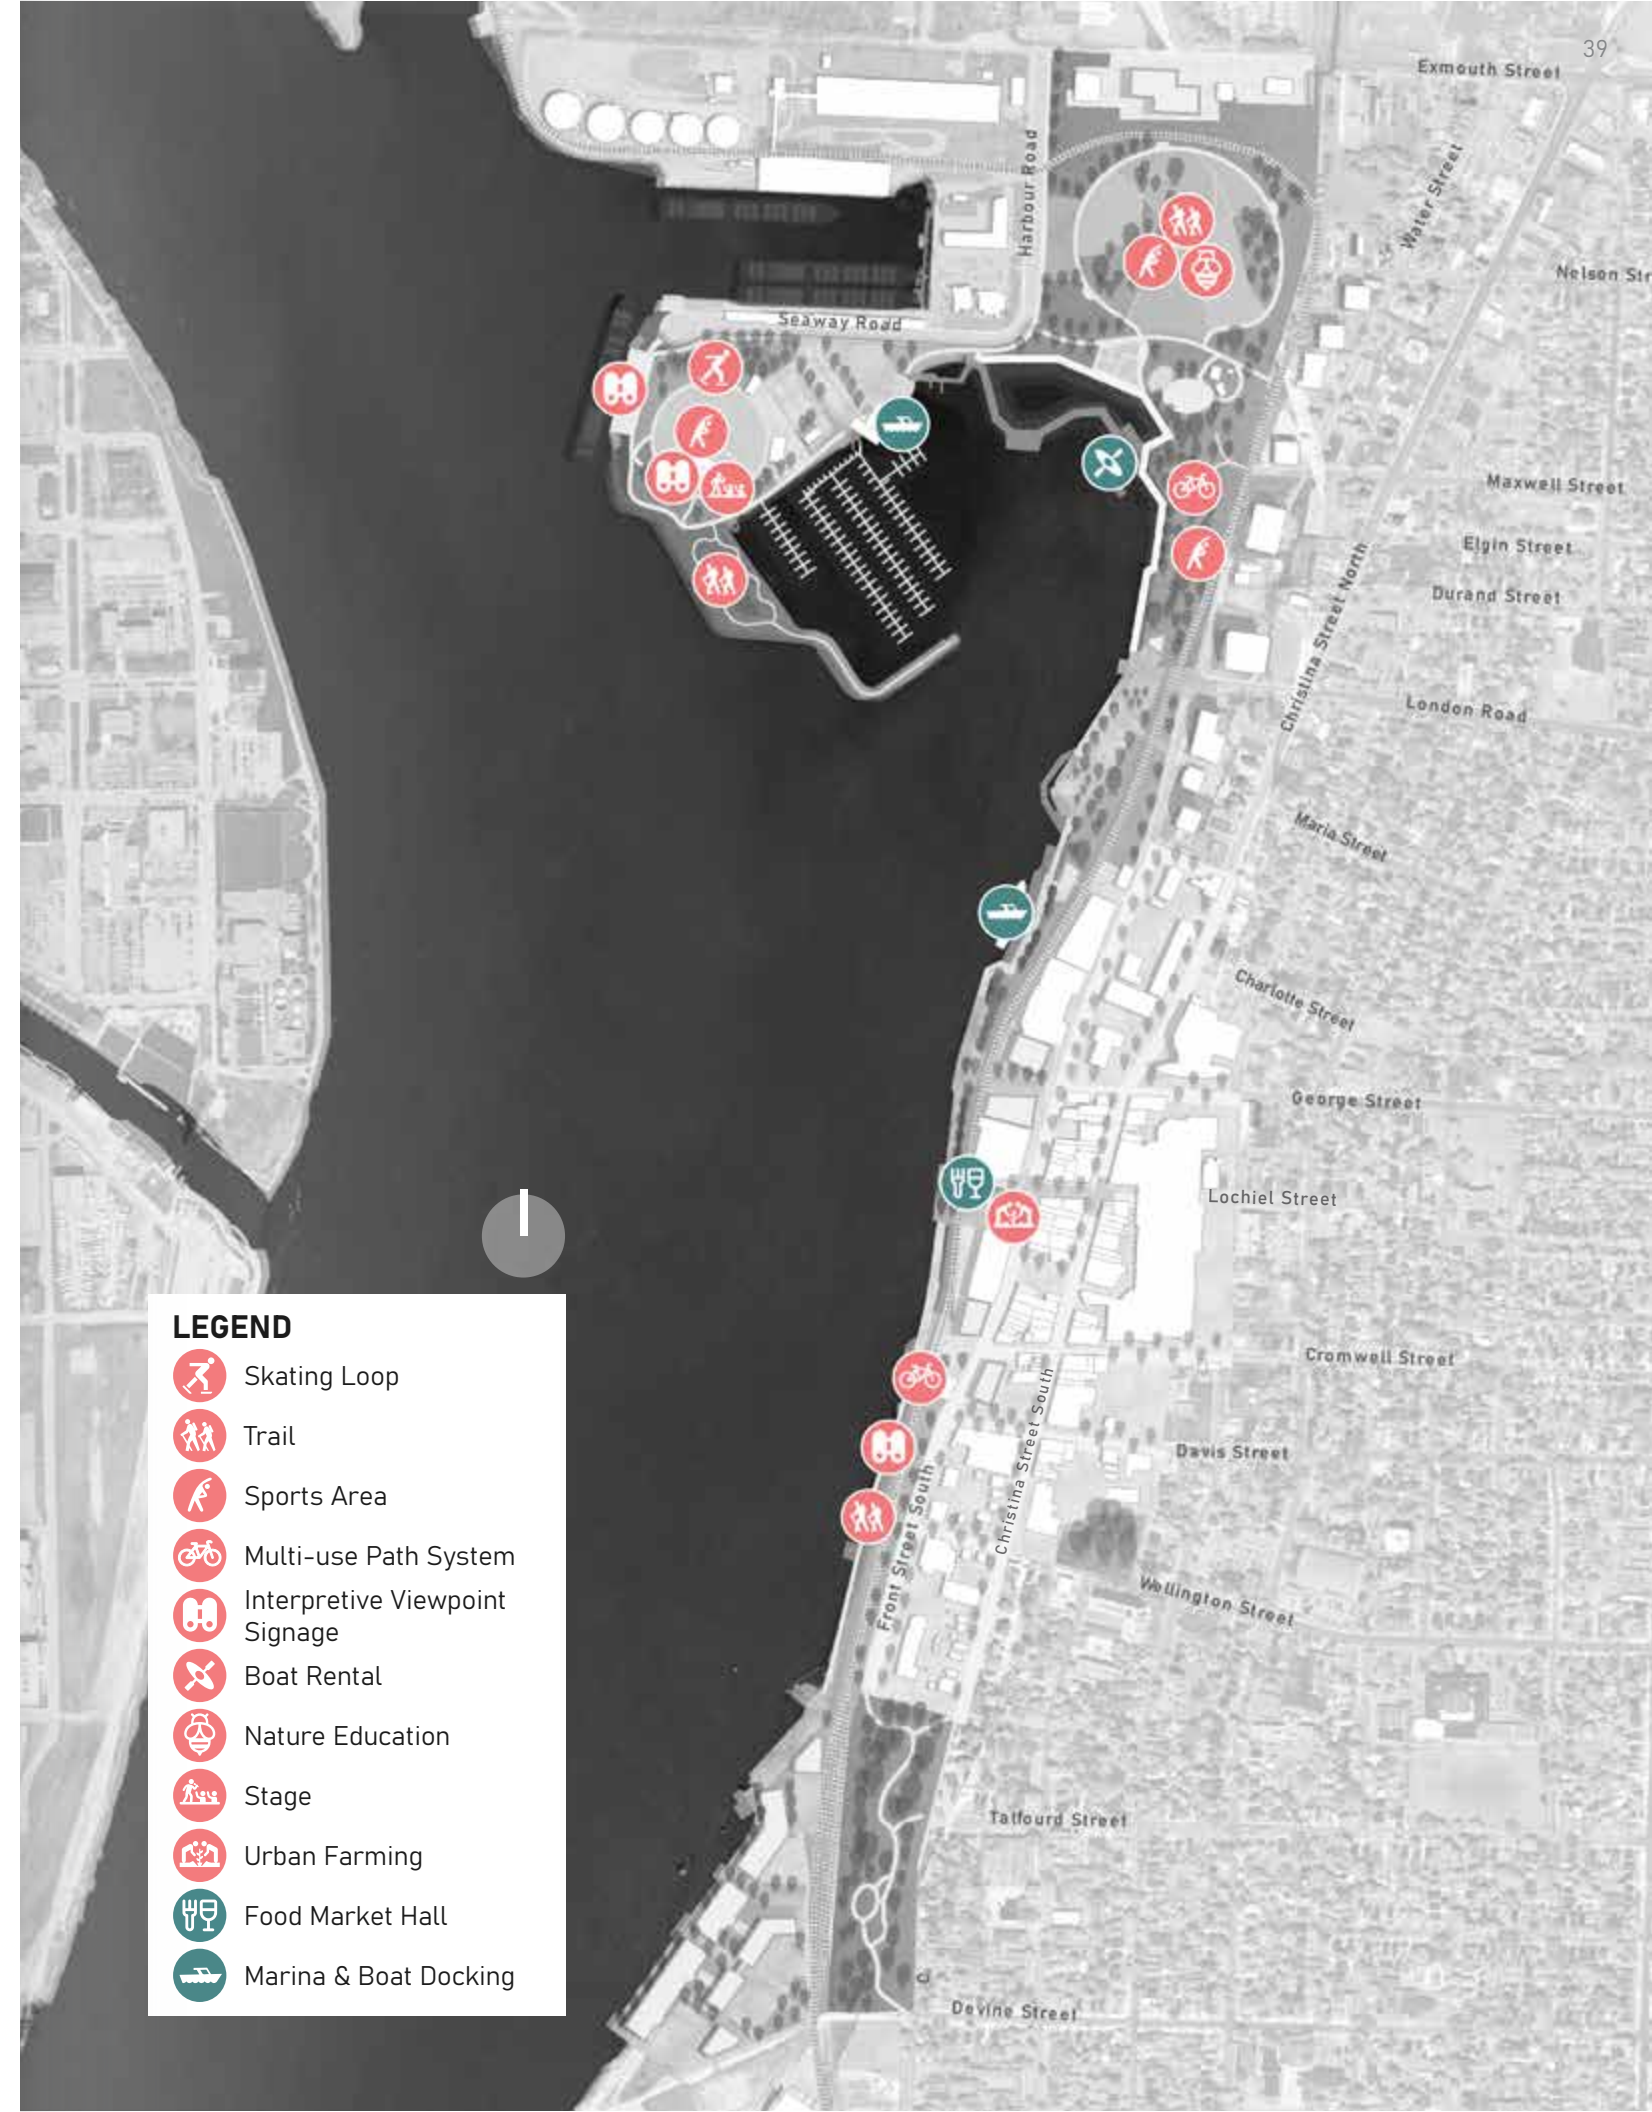 39
Exmouth Street
Harbour Road
Water Street
Nelson Str
Seaway Road
Maxwell Street
Elgin Street
Durand Street
Christina Street North
London Road
Maria Street
Charlotte Street
George Street
Lochiel Street
Cromwell Street
Christina Street South
Davis Street
Front Street South
Wellington Street
Talfourd Street
Devine Street
LEGEND
Skating Loop
Trail
Sports Area
Multi-use Path System
Interpretive Viewpoint
Signage
Boat Rental
Nature Education
Stage
Urban Farming
Food Market Hall
Marina & Boat Docking